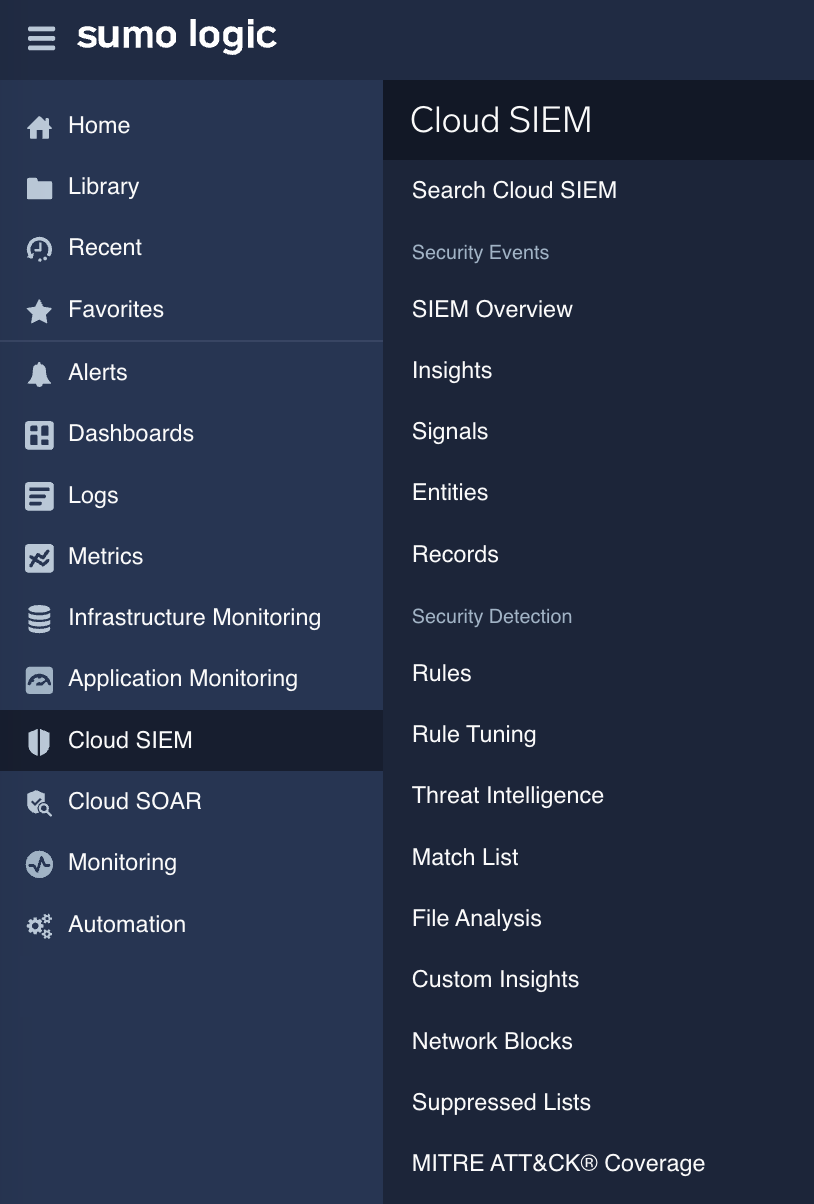 sumo logic
Home
Library
Recent
Favorites
Alerts
Dashboards
Logs
Metrics
Infrastructure Monitoring
Application Monitoring
Cloud SIEM
Cloud SOAR
Monitoring
Automation
Cloud SIEM
Search Cloud SIEM
Security Events
SIEM Overview
Insights
Signals
Entities
Records
Security Detection
Rules
Rule Tuning
Threat Intelligence
Match List
File Analysis
Custom Insights
Network Blocks
Suppressed Lists
MITRE ATT&CK® Coverage